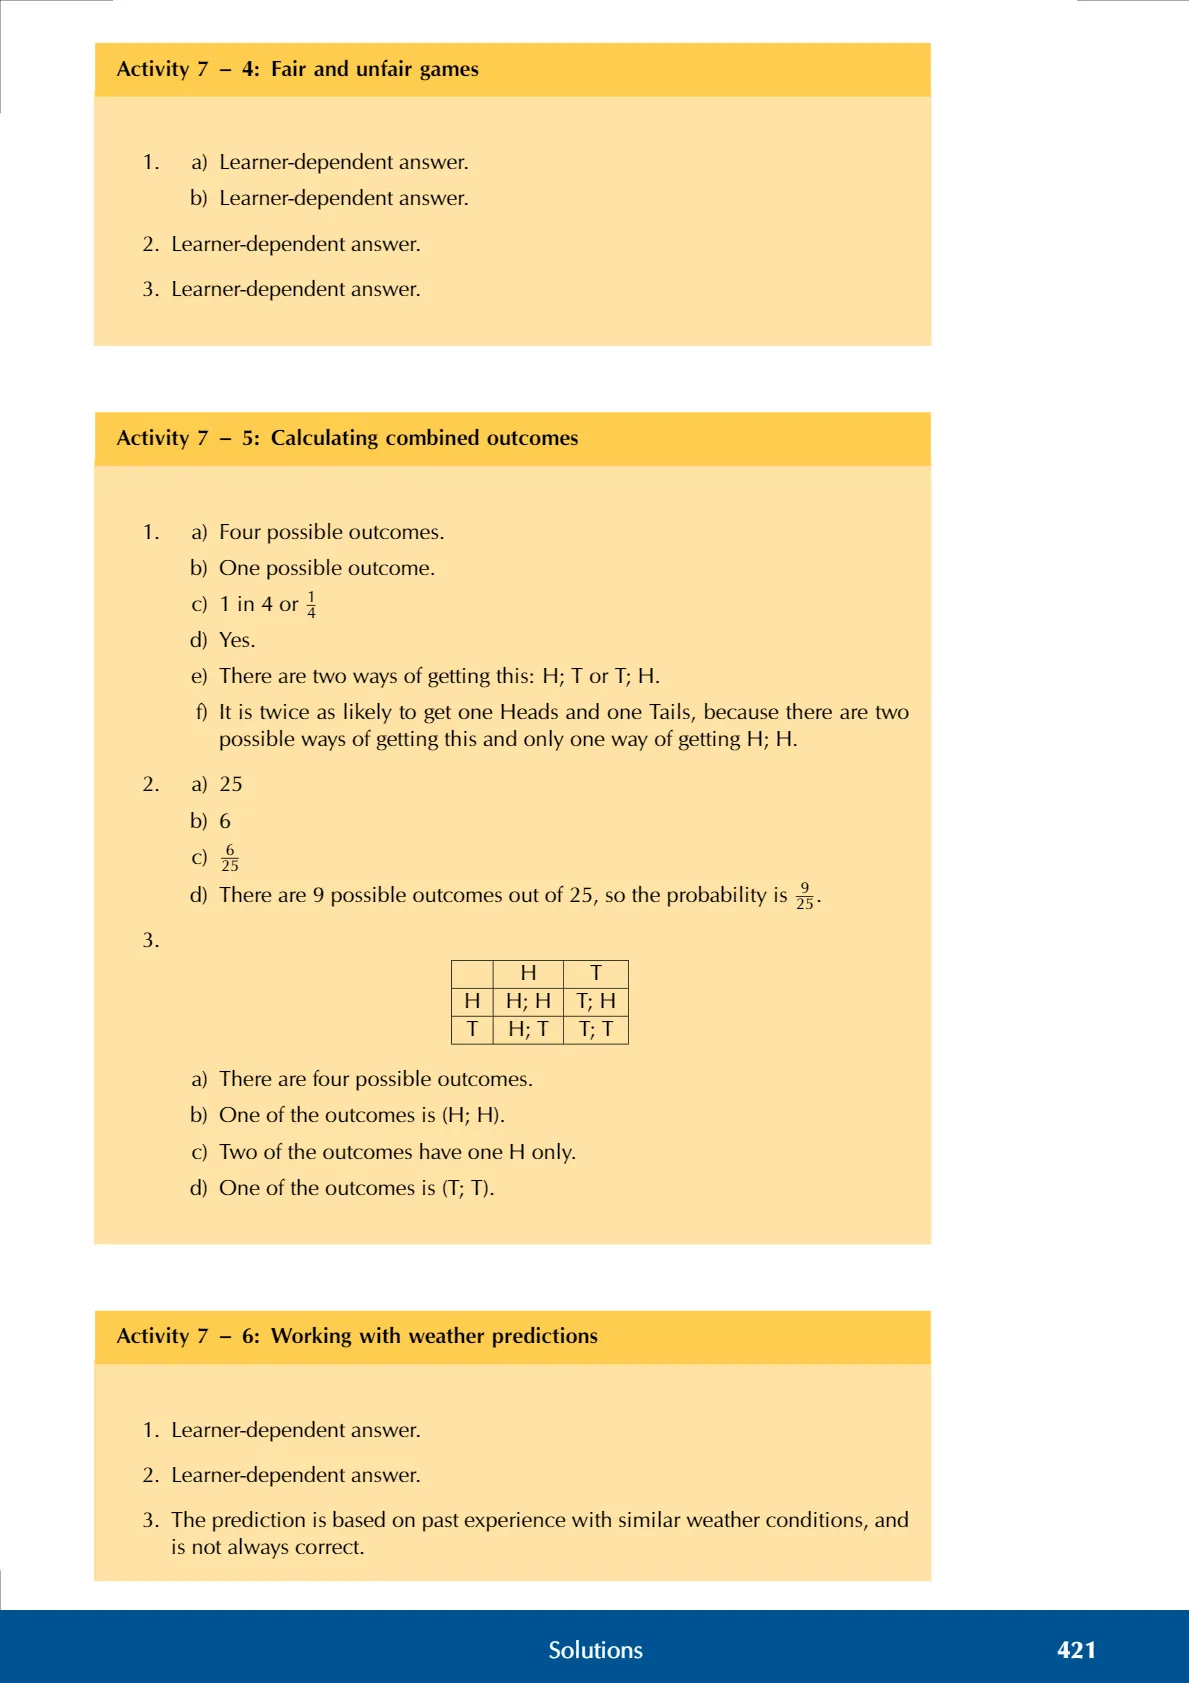 Activity 7 – 4: Fair and unfair games
1. a) Learner-dependent answer.
b) Learner-dependent answer.
2. Learner-dependent answer.
3. Learner-dependent answer.
Activity 7 – 5: Calculating combined outcomes
1. a) Four possible outcomes.
b) One possible outcome.
c) 1 in 4 or 1/4
d) Yes.
e) There are two ways of getting this: H; T or T; H.
f) It is twice as likely to get one Heads and one Tails, because there are two
possible ways of getting this and only one way of getting H; H.
2. a) 25
b) 6
c) 6/25
d) There are 9 possible outcomes out of 25, so the probability is 9/25.
3.
H T
H H; H T; H
T H; T T; T
a) There are four possible outcomes.
b) One of the outcomes is (H; H).
c) Two of the outcomes have one H only.
d) One of the outcomes is (T; T).
Activity 7 – 6: Working with weather predictions
1. Learner-dependent answer.
2. Learner-dependent answer.
3. The prediction is based on past experience with similar weather conditions, and
is not always correct.
Solutions 421